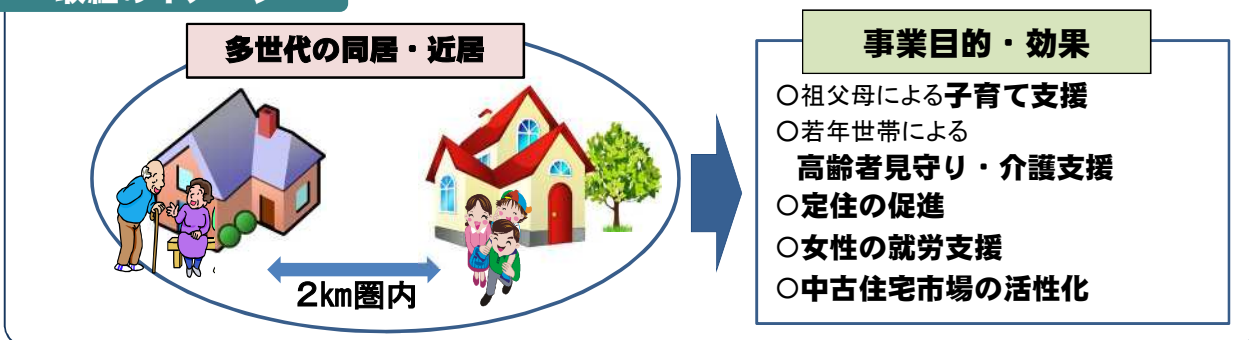 多世代の同居・近居
2㎞圏内
事業目的・効果
○祖父母による子育て支援
○若年世帯による
高齢者見守り・介護支援
○定住の促進
○女性の就労支援
○中古住宅市場の活性化